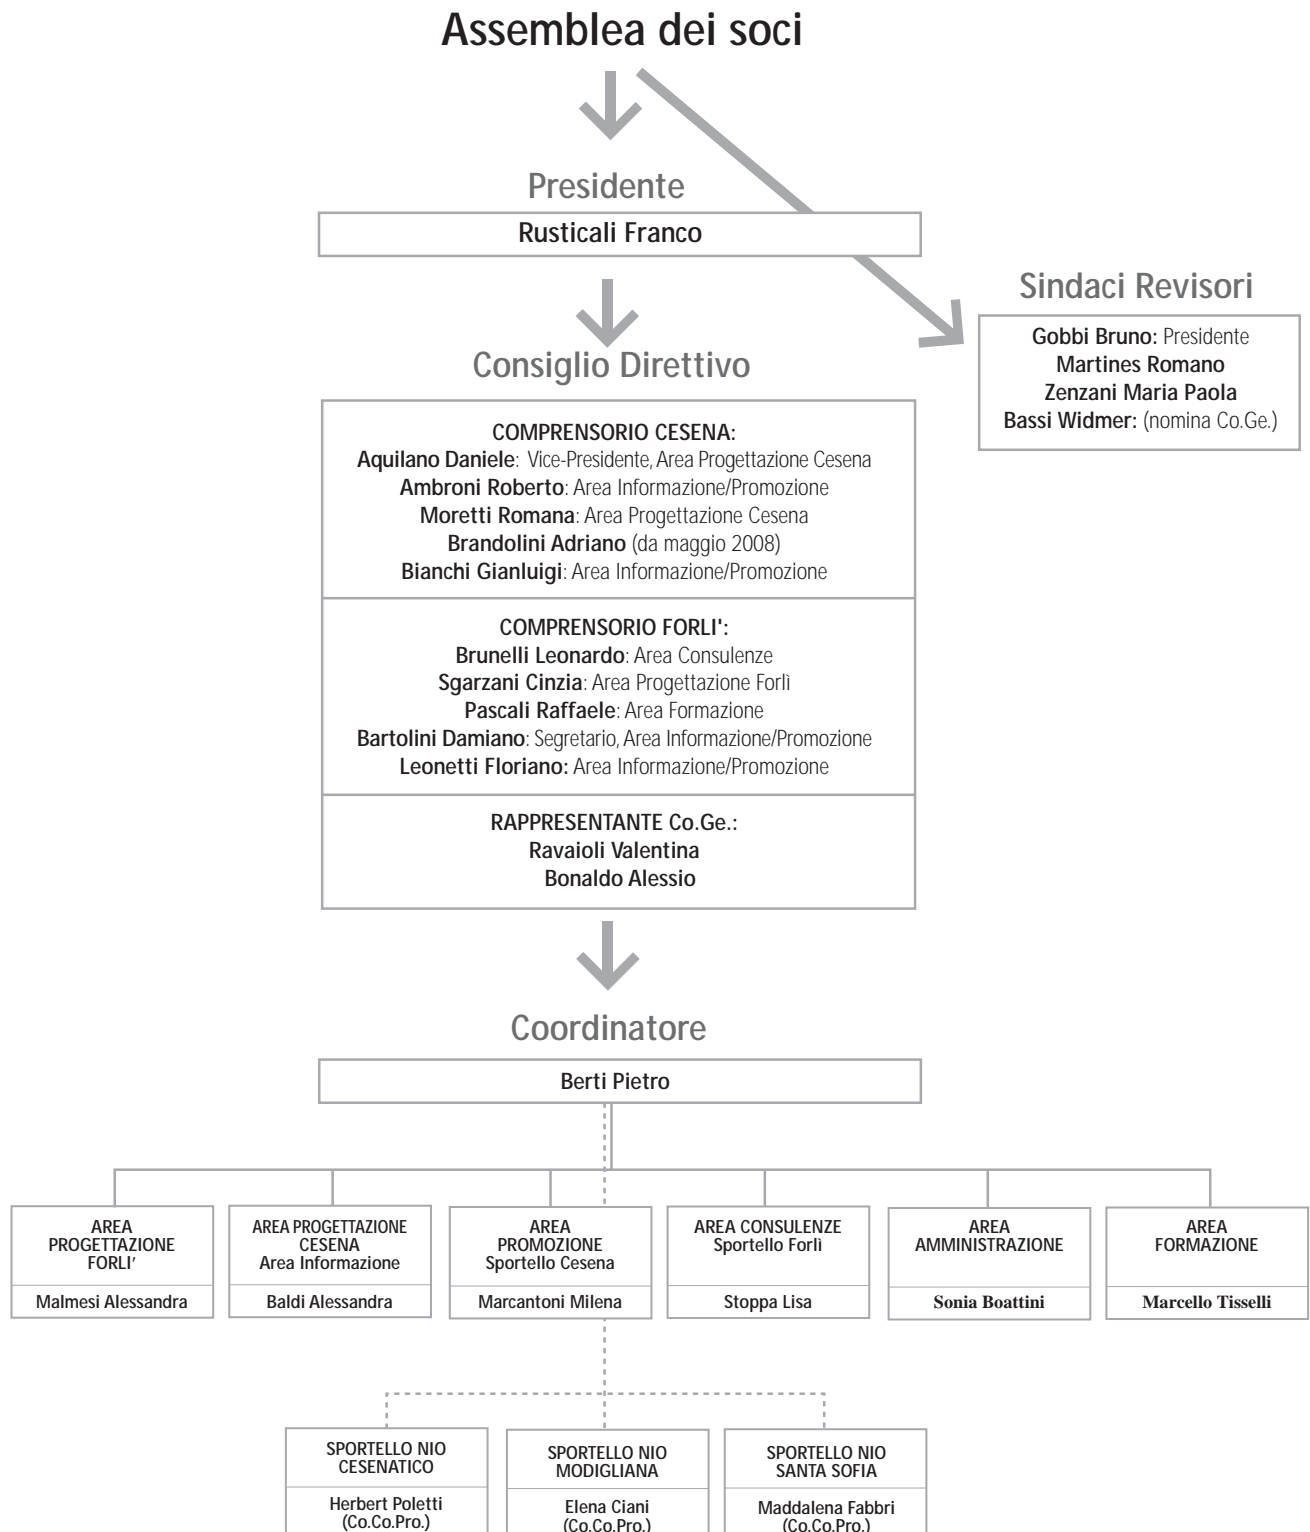 Assemblea dei soci
Presidente
Rusticali Franco
Sindaci Revisori
Gobbi Bruno: Presidente
Martines Romano
Zenzani Maria Paola
Bassi Widmer: (nomina Co.Ge.)
Consiglio Direttivo
COMPRENSORIO CESENA:
Aquilano Daniele: Vice-Presidente, Area Progettazione Cesena
Ambroni Roberto: Area Informazione/Promozione
Moretti Romana: Area Progettazione Cesena
Brandolini Adriano (da maggio 2008)
Bianchi Gianluigi: Area Informazione/Promozione
COMPRENSORIO FORLI':
Brunelli Leonardo: Area Consulenze
Sgarzani Cinzia: Area Progettazione Forlì
Pascali Raffaele: Area Formazione
Bartolini Damiano: Segretario, Area Informazione/Promozione
Leonetti Floriano: Area Informazione/Promozione
RAPPRESENTANTE Co.Ge.:
Ravaioli Valentina
Bonaldo Alessio
Coordinatore
Berti Pietro
AREA
PROGETTAZIONE
FORLI’
Malmesi Alessandra
AREA PROGETTAZIONE
CESENA
Area Informazione
Baldi Alessandra
AREA
PROMOZIONE
Sportello Cesena
Marcantoni Milena
AREA CONSULENZE
Sportello Forlì
Stoppa Lisa
AREA
AMMINISTRAZIONE
Sonia Boattini
AREA
FORMAZIONE
Marcello Tisselli
SPORTELLO NIO
CESENATICO
Herbert Poletti
(Co.Co.Pro.)
SPORTELLO NIO
MODIGLIANA
Elena Ciani
(Co.Co.Pro.)
SPORTELLO NIO
SANTA SOFIA
Maddalena Fabbri
(Co.Co.Pro.)